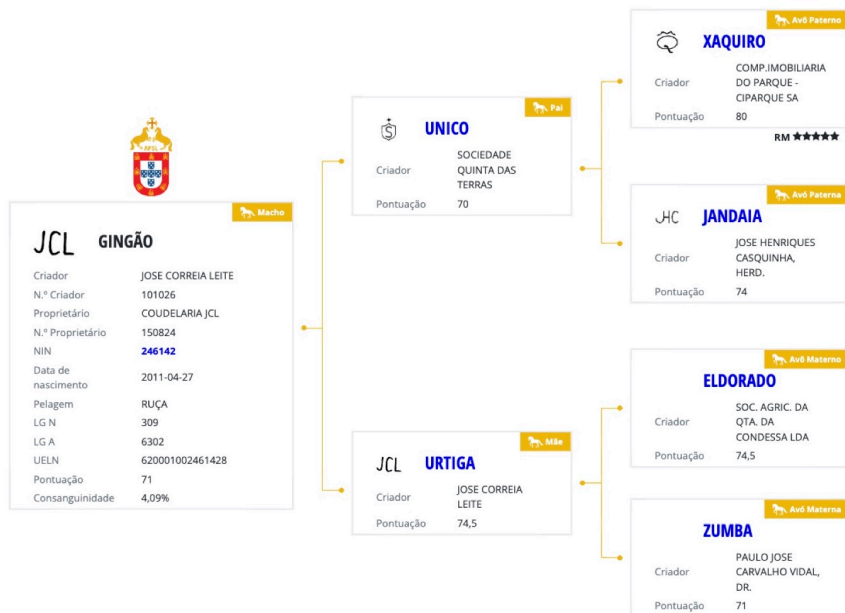 APSL
Macho
JCL GINGÃO
Criador JOSE CORREIA LEITE
N.º Criador 101026
Proprietário COUDELARIA JCL
N.º Proprietário 150824
NIN 246142
Data de
nascimento 2011-04-27
Pelagem RUÇA
LG N 309
LG A 6302
UELN 620001002461428
Pontuação 71
Consanguinidade 4,09%
Pai
S UNICO
Criador SOCIEDADE
QUINTA DAS
TERRAS
Pontuação 70
Mãe
JCL URTIGA
Criador JOSE CORREIA
LEITE
Pontuação 74,5
Avô Paterno
XAQUIRO
Criador COMP.IMOBILIARIA
DO PARQUE -
CIPARQUE SA
Pontuação 80
RM ★★★★★
Avó Paterna
JHC JANDAIA
Criador JOSE HENRIQUES
CASQUINHA,
HERD.
Pontuação 74
Avô Materno
ELDORADO
Criador SOC. AGRIC. DA
QTA. DA
CONDESSA LDA
Pontuação 74,5
Avó Materna
ZUMBA
Criador PAULO JOSE
CARVALHO VIDAL,
DR.
Pontuação 71